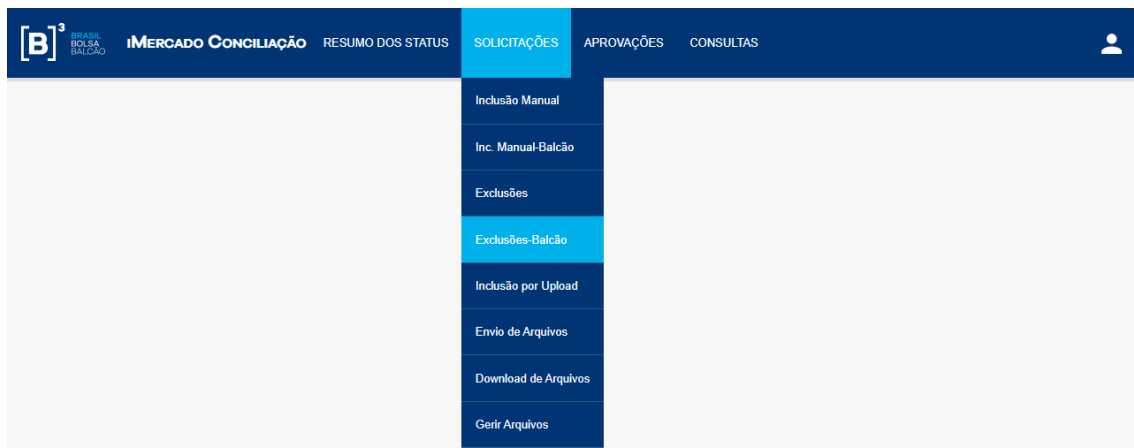 [B]³ BRASIL
BOLSA
BALCÃO
iMercado Conciliação RESUMO DOS STATUS SOLICITAÇÕES APROVAÇÕES CONSULTAS
Inclusão Manual
Inc. Manual-Balcão
Exclusões
Exclusões-Balcão
Inclusão por Upload
Envio de Arquivos
Download de Arquivos
Gerir Arquivos